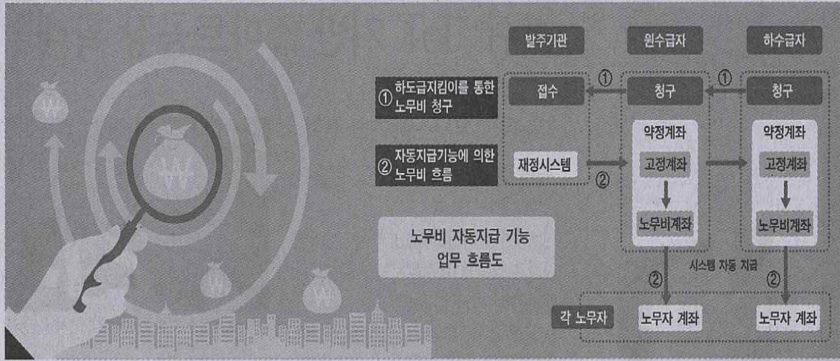 발주기관 원수급자 하수급자
① 하도급지킴이를 통한
노무비 청구
접수 ① 청구 ① 청구
② 자동지급기능에 의한
노무비 흐름
재정시스템 ②
약정계좌 약정계좌
고정계좌 고정계좌
노무비계좌 노무비계좌
노무비 자동지급 기능
업무 흐름도
시스템 자동 지급
② ②
각 노무자 노무자 계좌 노무자 계좌
₩
₩
₩
₩